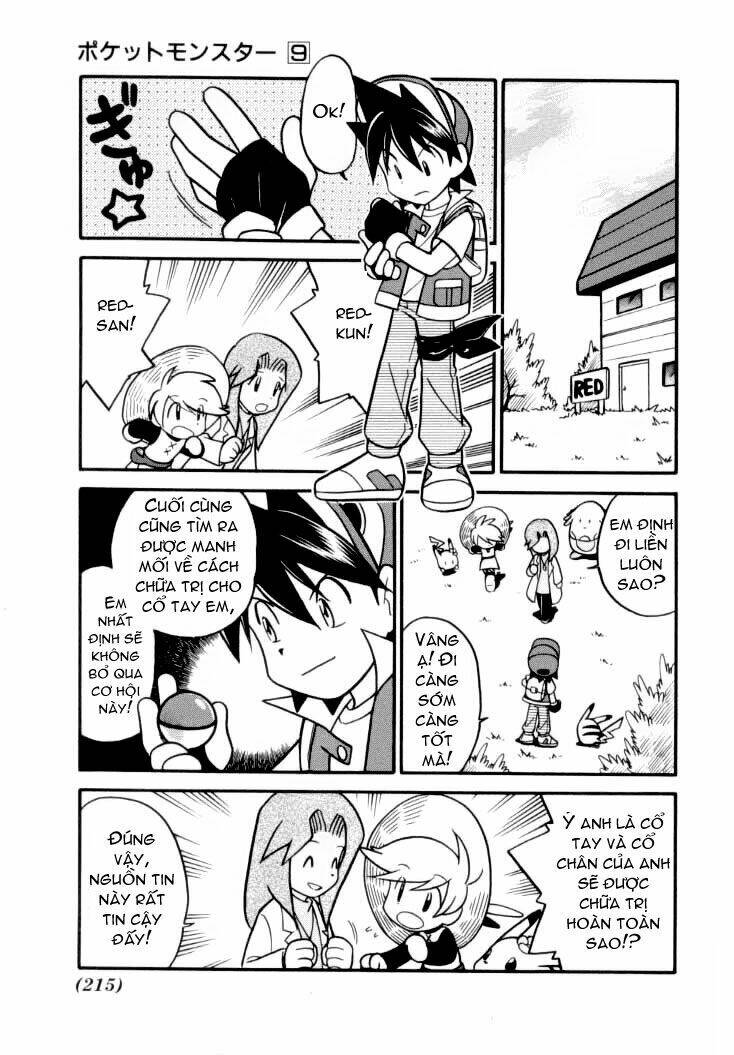 ポケットモンスター 9
RED
Ok!
ぎゅ
RED-
KUN!
RED-
SAN!
EM ĐỊNH
ĐI LIỀN
LUÔN
SAO?
VÂNG
Ạ! ĐI
CÀNG
SỚM
CÀNG
TỐT
MÀ!
CUỐI CÙNG
CŨNG TÌM RA
ĐƯỢC MANH
MỐI VỀ CÁCH
CHỮA TRỊ CHO
CỔ TAY EM,
EM
NHẤT
ĐỊNH SẼ
KHÔNG
BỎ QUA
CƠ HỘI
NÀY!
Ý ANH LÀ CỔ
TAY VÀ CỔ
CHÂN CỦA ANH
SẼ ĐƯỢC
CHỮA TRỊ
HOÀN TOÀN
SAO!?
ĐÚNG
VẬY,
NGUỒN TIN
NÀY RẤT
TIN CẬY
ĐẤY!
(215)